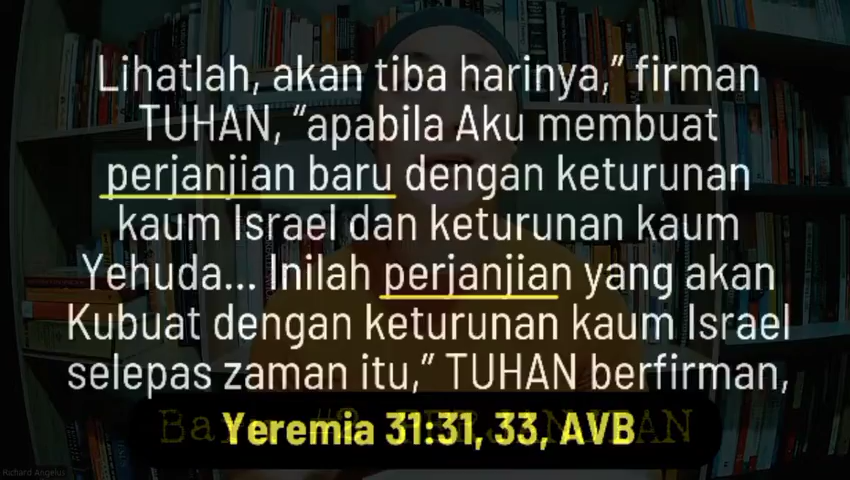 Lihatlah, akan tiba harinya,” firman
TUHAN, “apabila Aku membuat
perjanjian baru dengan keturunan
kaum Israel dan keturunan kaum
Yehuda... Inilah perjanjian yang akan
Kubuat dengan keturunan kaum Israel
selepas zaman itu,” TUHAN berfirman,
Yeremia 31:31, 33, AVB
Richard Angelus